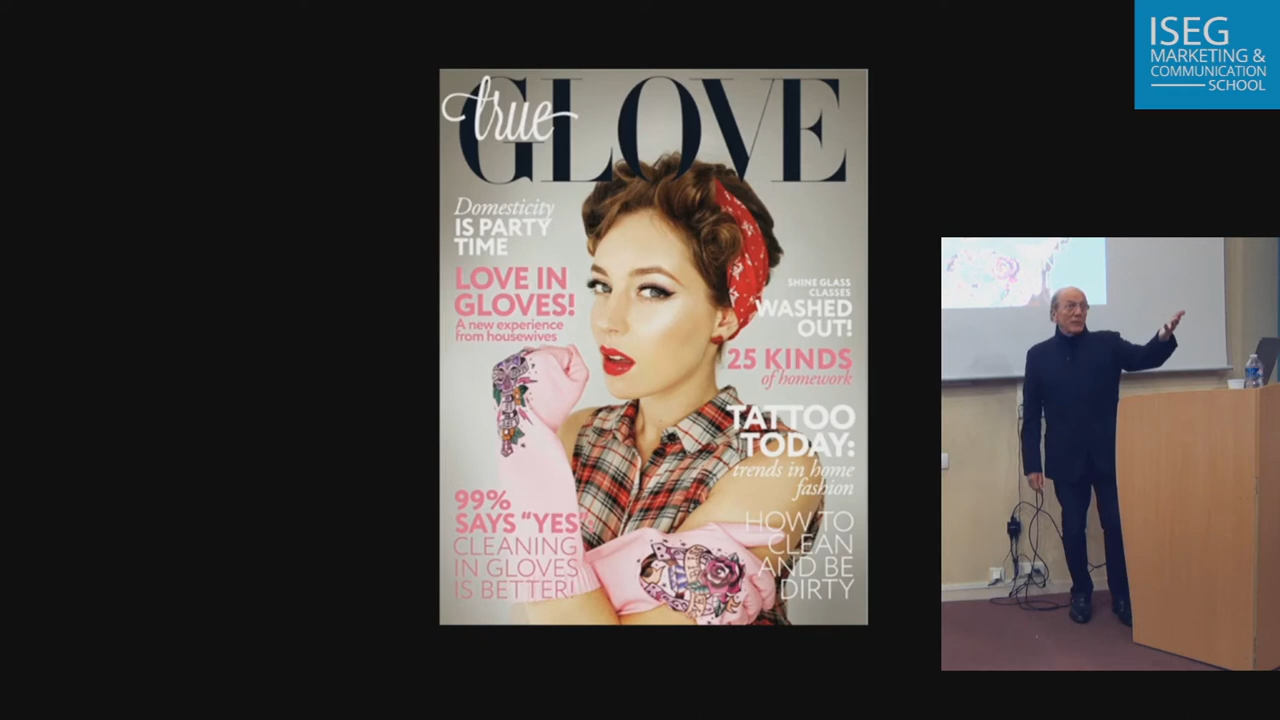 ISEG
MARKETING &
COMMUNICATION
SCHOOL
true
GLOVE
Domesticity
IS PARTY
TIME
LOVE IN
GLOVES!
A new experience
from housewives
99%
SAYS "YES"
CLEANING
IN GLOVES
IS BETTER!
SHINE GLASS
CLASSES
WASHED
OUT!
25 KINDS
of homework
TATTOO
TODAY:
trends in home
fashion
HOW TO
CLEAN
AND BE
DIRTY